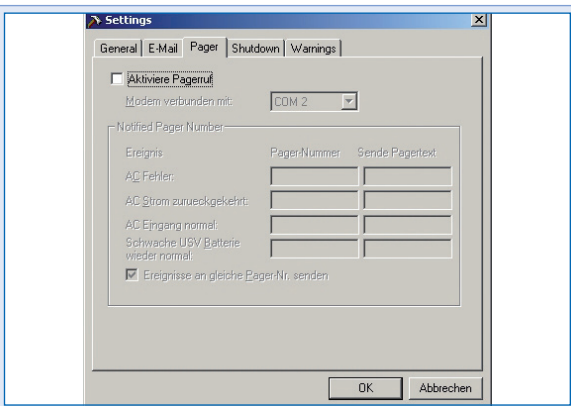 Settings
General E-Mail Pager Shutdown Warnings
Aktiviere Pagerruf
Modem verbunden mit: COM 2
Notified Pager Number
Ereignis Pager-Nummer Sende Pagertext
AC Fehler:
AC Strom zurueckgekehrt:
AC Eingang normal:
Schwache USV Batterie
wieder normal:
Ereignisse an gleiche Pager-Nr. senden
OK Abbrechen